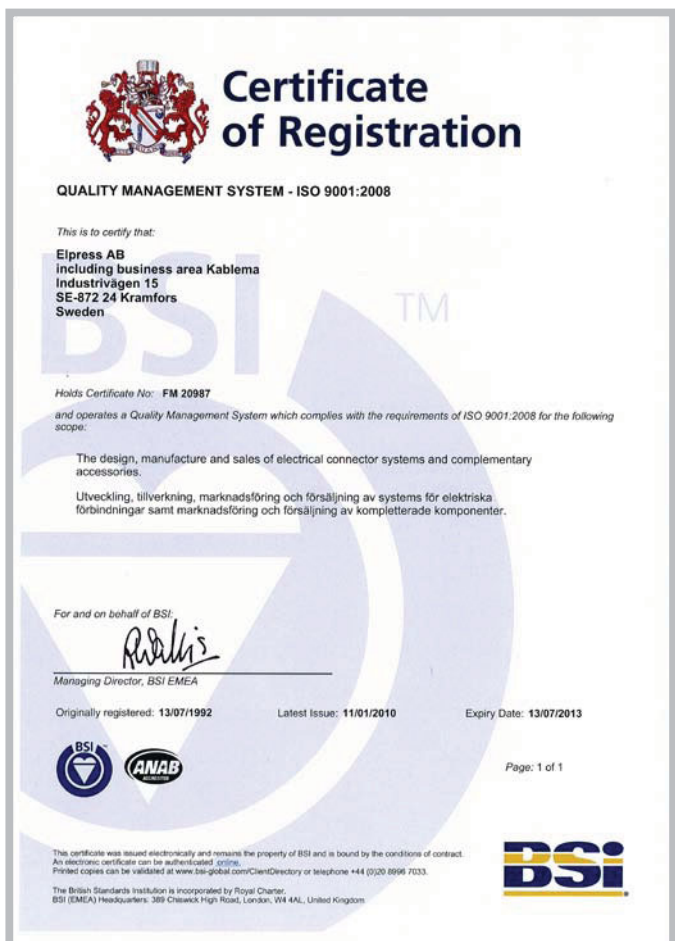 Certificate
of Registration
QUALITY MANAGEMENT SYSTEM - ISO 9001:2008
This is to certify that:
Elpress AB
including business area Kablema
Industrivägen 15
SE-872 24 Kramfors
Sweden
BSI
TM
Holds Certificate No: FM 20987
and operates a Quality Management System which complies with the requirements of ISO 9001:2008 for the following
scope:
The design, manufacture and sales of electrical connector systems and complementary
accessories.
Utveckling, tillverkning, marknadsföring och försäljning av systems för elektriska
förbindningar samt marknadsföring och försäljning av kompletterade komponenter.
For and on behalf of BSI:
Managing Director, BSI EMEA
Originally registered: 13/07/1992 Latest Issue: 11/01/2010 Expiry Date: 13/07/2013
BSI
ANAB
Page: 1 of 1
This certificate was issued electronically and remains the property of BSI and is bound by the conditions of contract.
An electronic certificate can be authenticated online.
Printed copies can be validated at www.bsi-global.com/ClientDirectory or telephone +44 (0)20 8996 7033.
The British Standards Institution is incorporated by Royal Charter.
BSI (EMEA) Headquarters: 389 Chiswick High Road, London, W4 4AL, United Kingdom
BSi